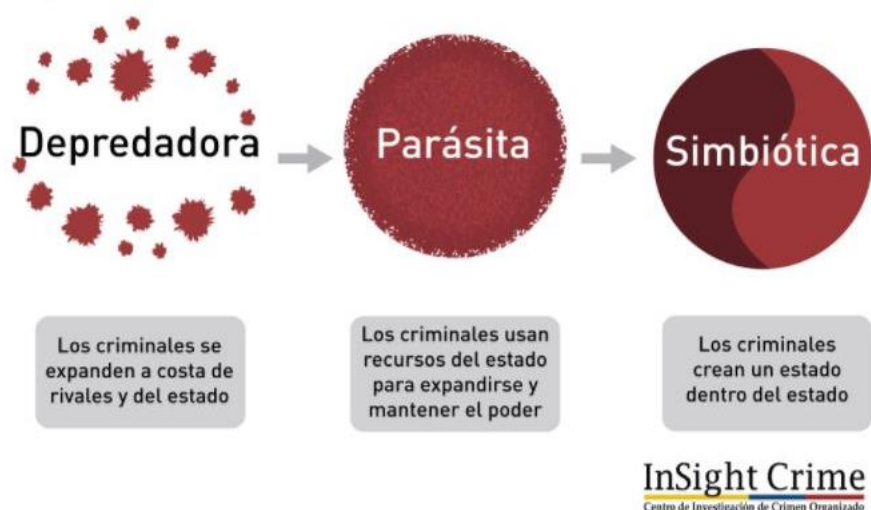 Depredadora
Parásita
Simbiótica
Los criminales se
expanden a costa de
rivales y del estado
Los criminales usan
recursos del estado
para expandirse y
mantener el poder
Los criminales
crean un estado
dentro del estado
InSight Crime
Centro de Investigación de Crimen Organizado